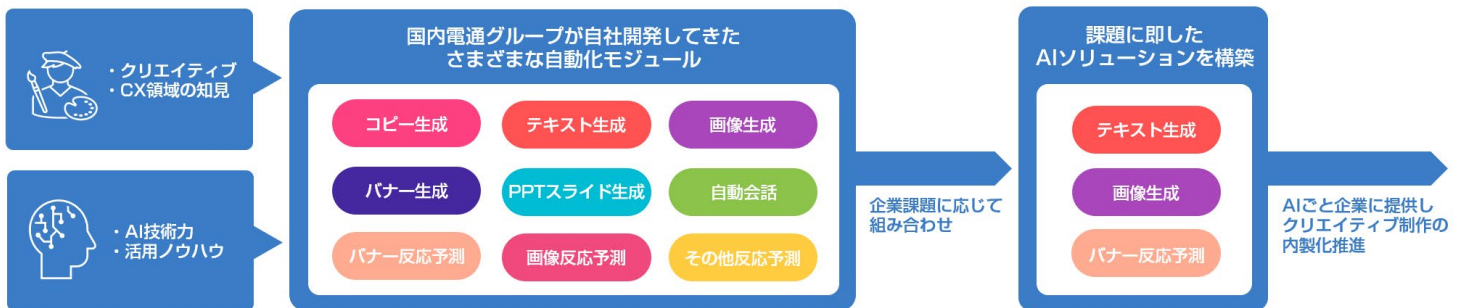 ・クリエイティブ
・CX領域の知見
・AI技術力
・活用ノウハウ
国内電通グループが自社開発してきた
さまざまな自動化モジュール
コピー生成
テキスト生成
画像生成
バナー生成
PPTスライド生成
自動会話
バナー反応予測
画像反応予測
その他反応予測
企業課題に応じて
組み合わせ
課題に即した
AIソリューションを構築
テキスト生成
画像生成
バナー反応予測
AIごと企業に提供し
クリエイティブ制作の
内製化推進